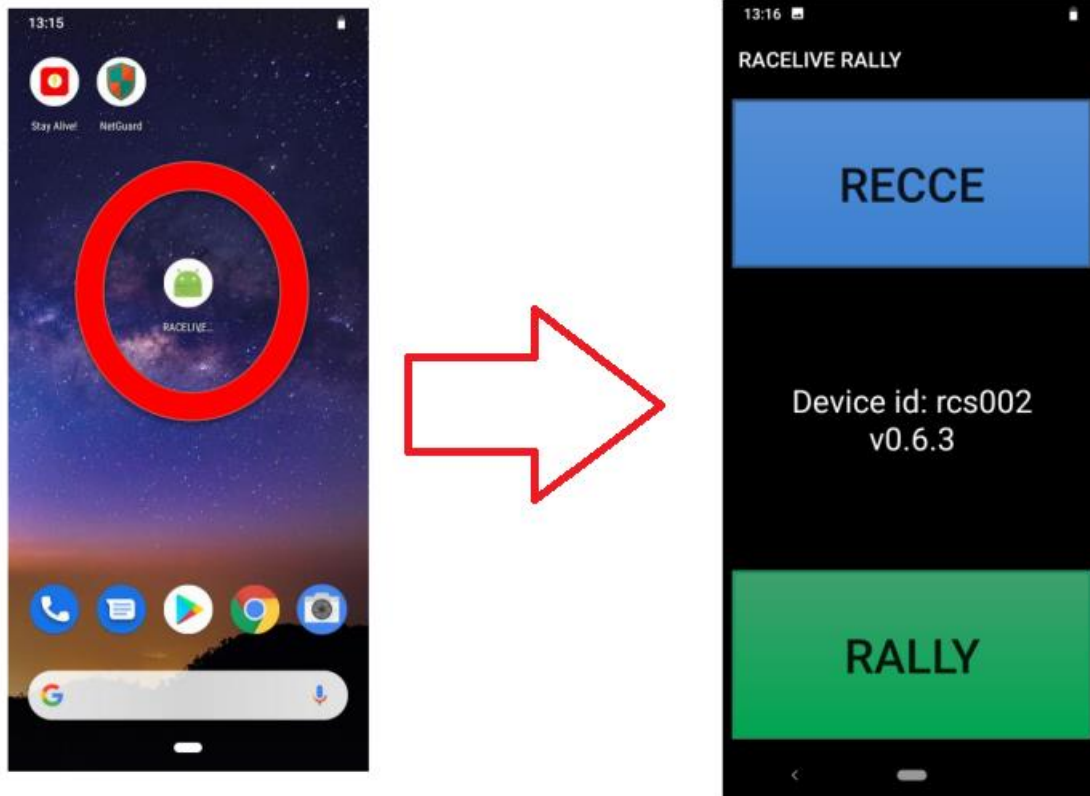 13:15
Stay Alive!
NetGuard
RACELIVE...
G
13:16
RACELIVE RALLY
RECCE
Device id: rcs002
v0.6.3
RALLY